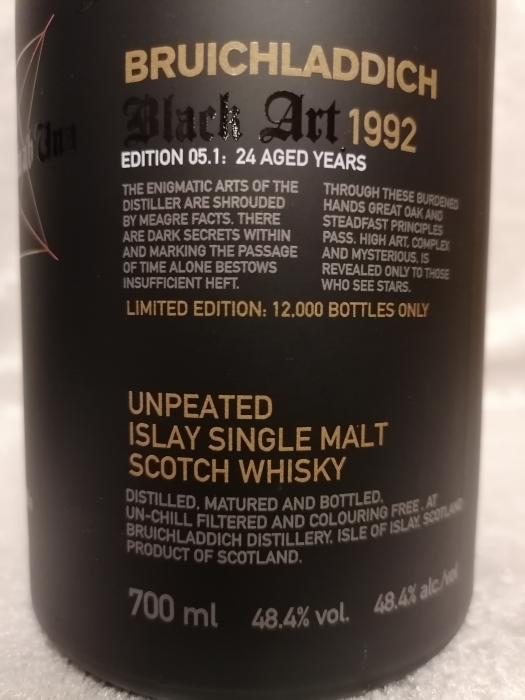 BRUICHLADDICH
Black Art 1992
EDITION 05.1: 24 AGED YEARS
THE ENIGMATIC ARTS OF THE
DISTILLER ARE SHROUDED
BY MEAGRE FACTS. THERE
ARE DARK SECRETS WITHIN
AND MARKING THE PASSAGE
OF TIME ALONE BESTOWS
INSUFFICIENT HEFT.
THROUGH THESE BURDENED
HANDS GREAT OAK AND
STEADFAST PRINCIPLES
PASS. HIGH ART, COMPLEX
AND MYSTERIOUS, IS
REVEALED ONLY TO THOSE
WHO SEE STARS.
LIMITED EDITION: 12,000 BOTTLES ONLY
UNPEATED
ISLAY SINGLE MALT
SCOTCH WHISKY
DISTILLED, MATURED AND BOTTLED,
UN-CHILL FILTERED AND COLOURING FREE, AT
BRUICHLADDICH DISTILLERY, ISLE OF ISLAY, SCOTLAND
PRODUCT OF SCOTLAND.
700 ml 48.4% vol. 48.4% alc./vol